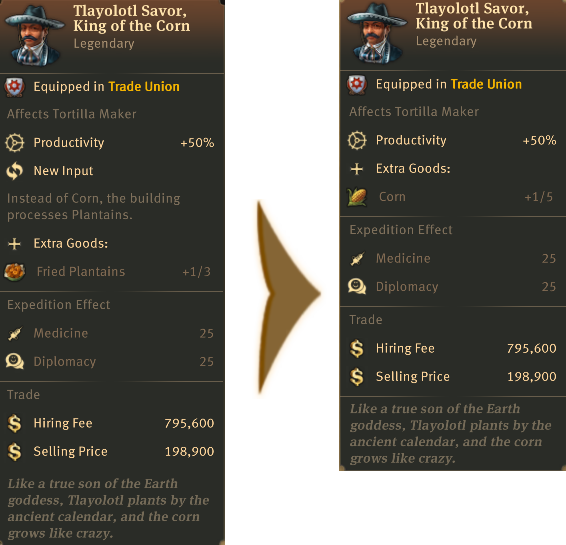 Tlayolotl Savor,
King of the Corn
Legendary
Equipped in Trade Union
Affects Tortilla Maker
Productivity +50%
New Input
Instead of Corn, the building
processes Plantains.
Extra Goods:
Fried Plantains +1/3
Expedition Effect
Medicine 25
Diplomacy 25
Trade
Hiring Fee 795,600
Selling Price 198,900
Like a true son of the Earth
goddess, Tlayolotl plants by the
ancient calendar, and the corn
grows like crazy.
Tlayolotl Savor,
King of the Corn
Legendary
Equipped in Trade Union
Affects Tortilla Maker
Productivity +50%
Extra Goods:
Corn +1/5
Expedition Effect
Medicine 25
Diplomacy 25
Trade
Hiring Fee 795,600
Selling Price 198,900
Like a true son of the Earth
goddess, Tlayolotl plants by the
ancient calendar, and the corn
grows like crazy.